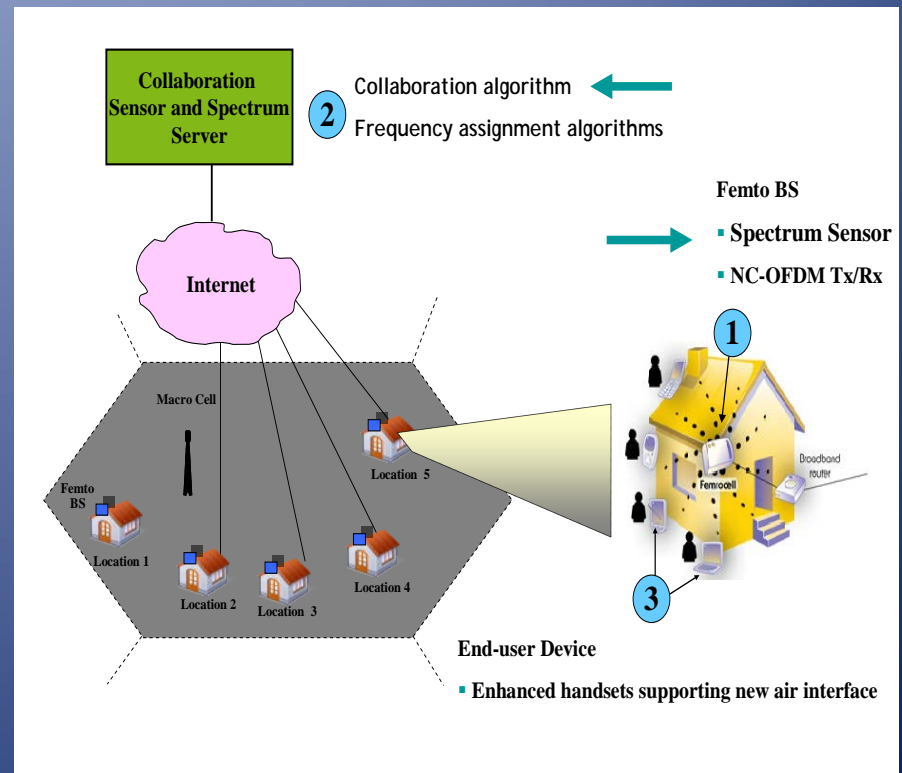 Collaboration
Sensor and Spectrum
Server
2
Collaboration algorithm
Frequency assignment algorithms
Femto BS
▪ Spectrum Sensor
▪ NC-OFDM Tx/Rx
Internet
1
Macro Cell
Location 5
Femto
BS
Location 1
Location 2
Location 3
Location 4
Femtocell
Broadband
router
3
End-user Device
▪ Enhanced handsets supporting new air interface